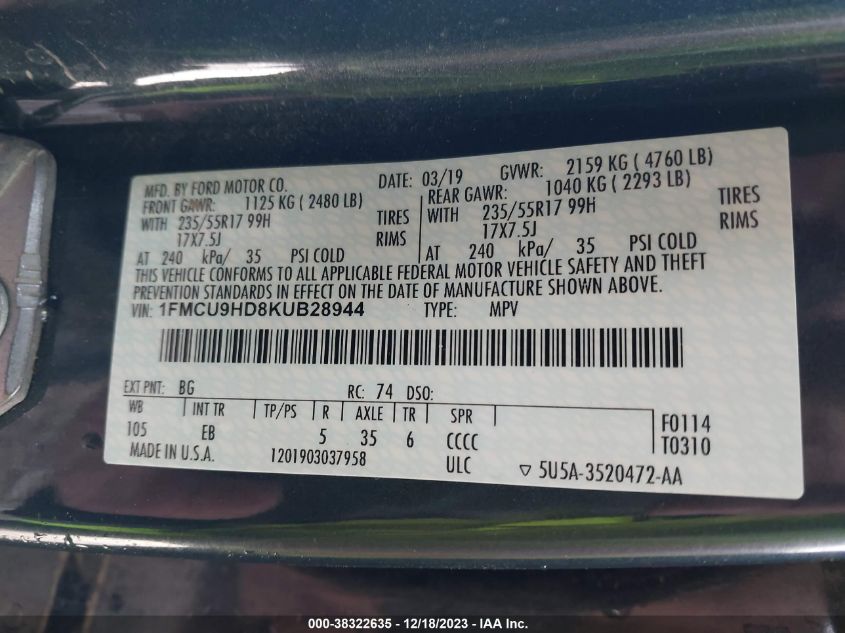 MFD. BY FORD MOTOR CO. DATE: 03/19 GVWR: 2159 KG ( 4760 LB)
FRONT GAWR: 1125 KG ( 2480 LB) REAR GAWR: 1040 KG ( 2293 LB)
WITH 235/55R17 99H TIRES WITH 235/55R17 99H TIRES
17X7.5J RIMS 17X7.5J RIMS
AT 240 kPa/ 35 PSI COLD AT 240 kPa/ 35 PSI COLD
THIS VEHICLE CONFORMS TO ALL APPLICABLE FEDERAL MOTOR VEHICLE SAFETY AND THEFT
PREVENTION STANDARDS IN EFFECT ON THE DATE OF MANUFACTURE SHOWN ABOVE.
VIN: 1FMCU9HD8KUB28944 TYPE: MPV
EXT PNT: BG RC: 74 DSO:
WB INT TR TP/PS R AXLE TR SPR F0114
105 EB 5 35 6 CCCC T0310
MADE IN U.S.A. 1201903037958 ULC ▽ 5U5A-3520472-AA
000-38322635 - 12/18/2023 - IAA Inc.